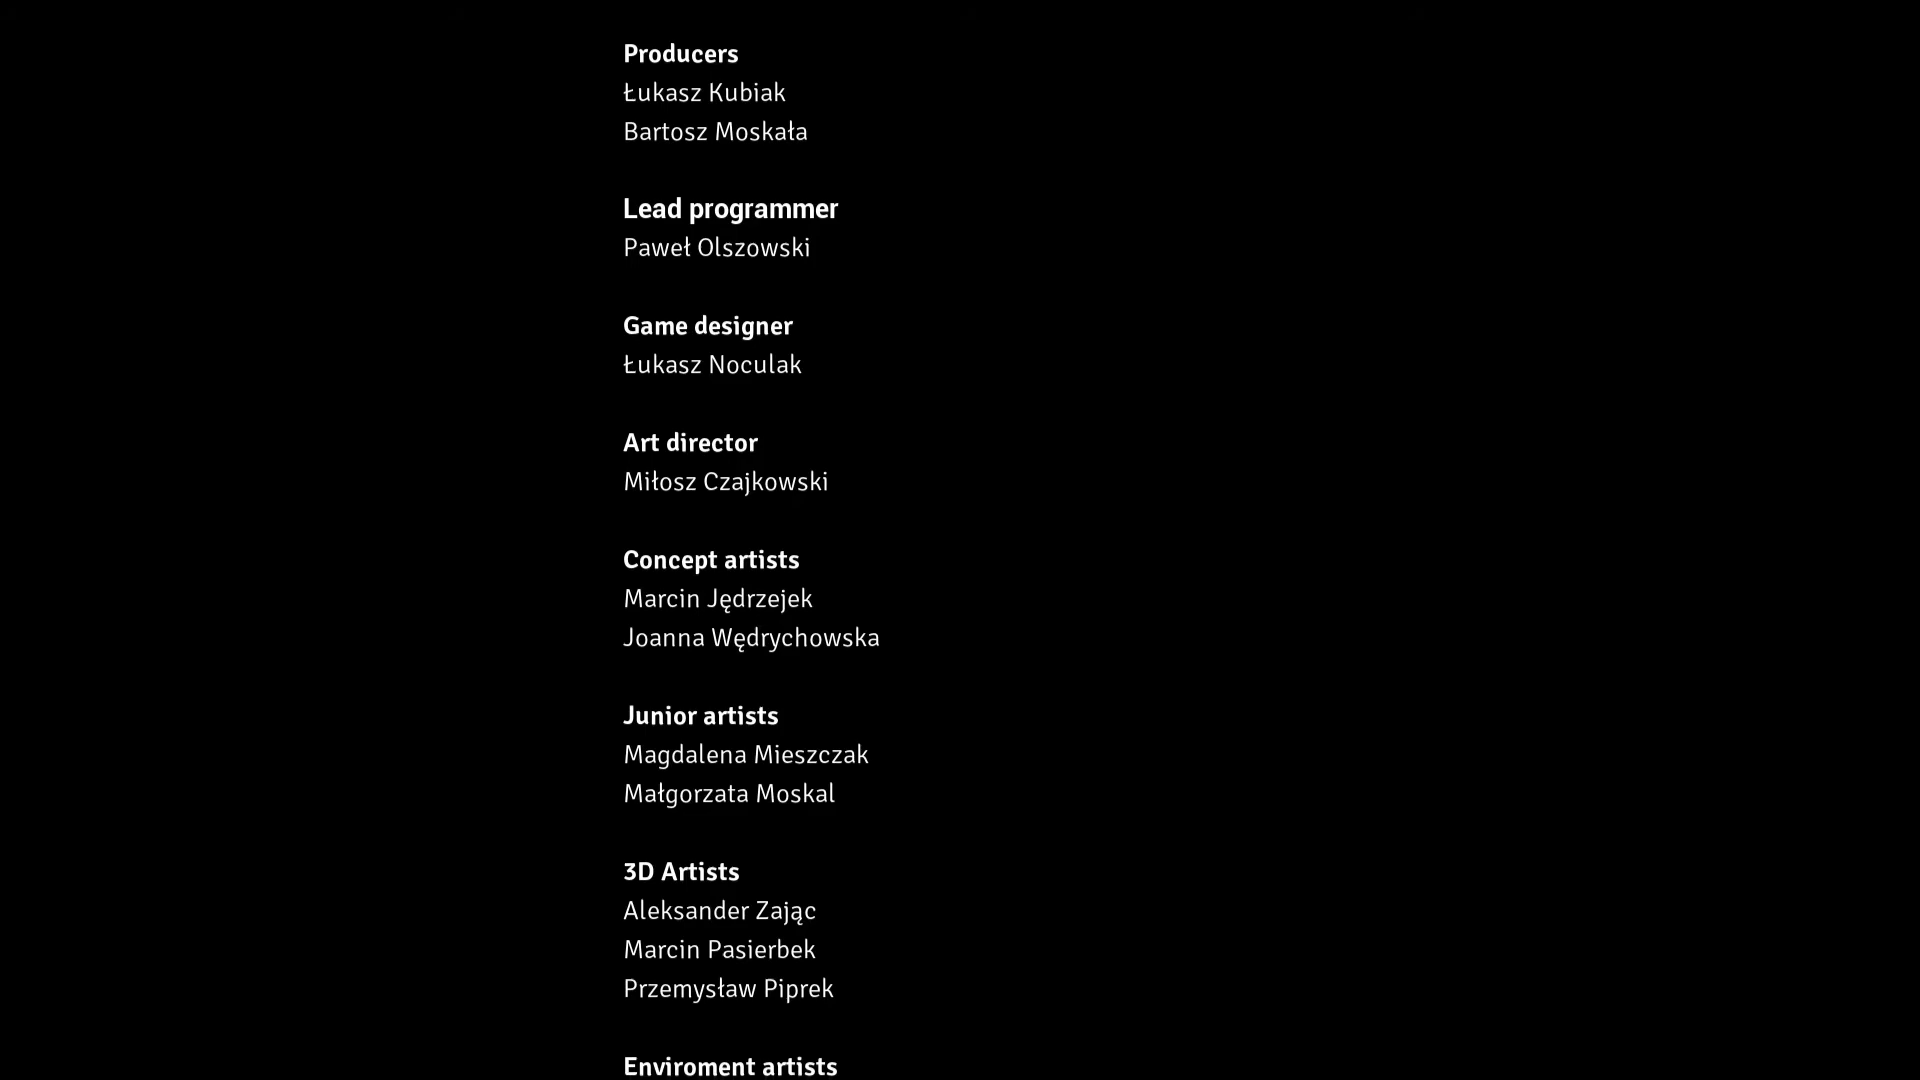 Producers
Łukasz Kubiak
Bartosz Moskała
Lead programmer
Paweł Olszowski
Game designer
Łukasz Noculak
Art director
Miłosz Czajkowski
Concept artists
Marcin Jędrzejek
Joanna Wędrychowska
Junior artists
Magdalena Mieszczak
Małgorzata Moskal
3D Artists
Aleksander Zając
Marcin Pasierbek
Przemysław Piprek
Enviroment artists